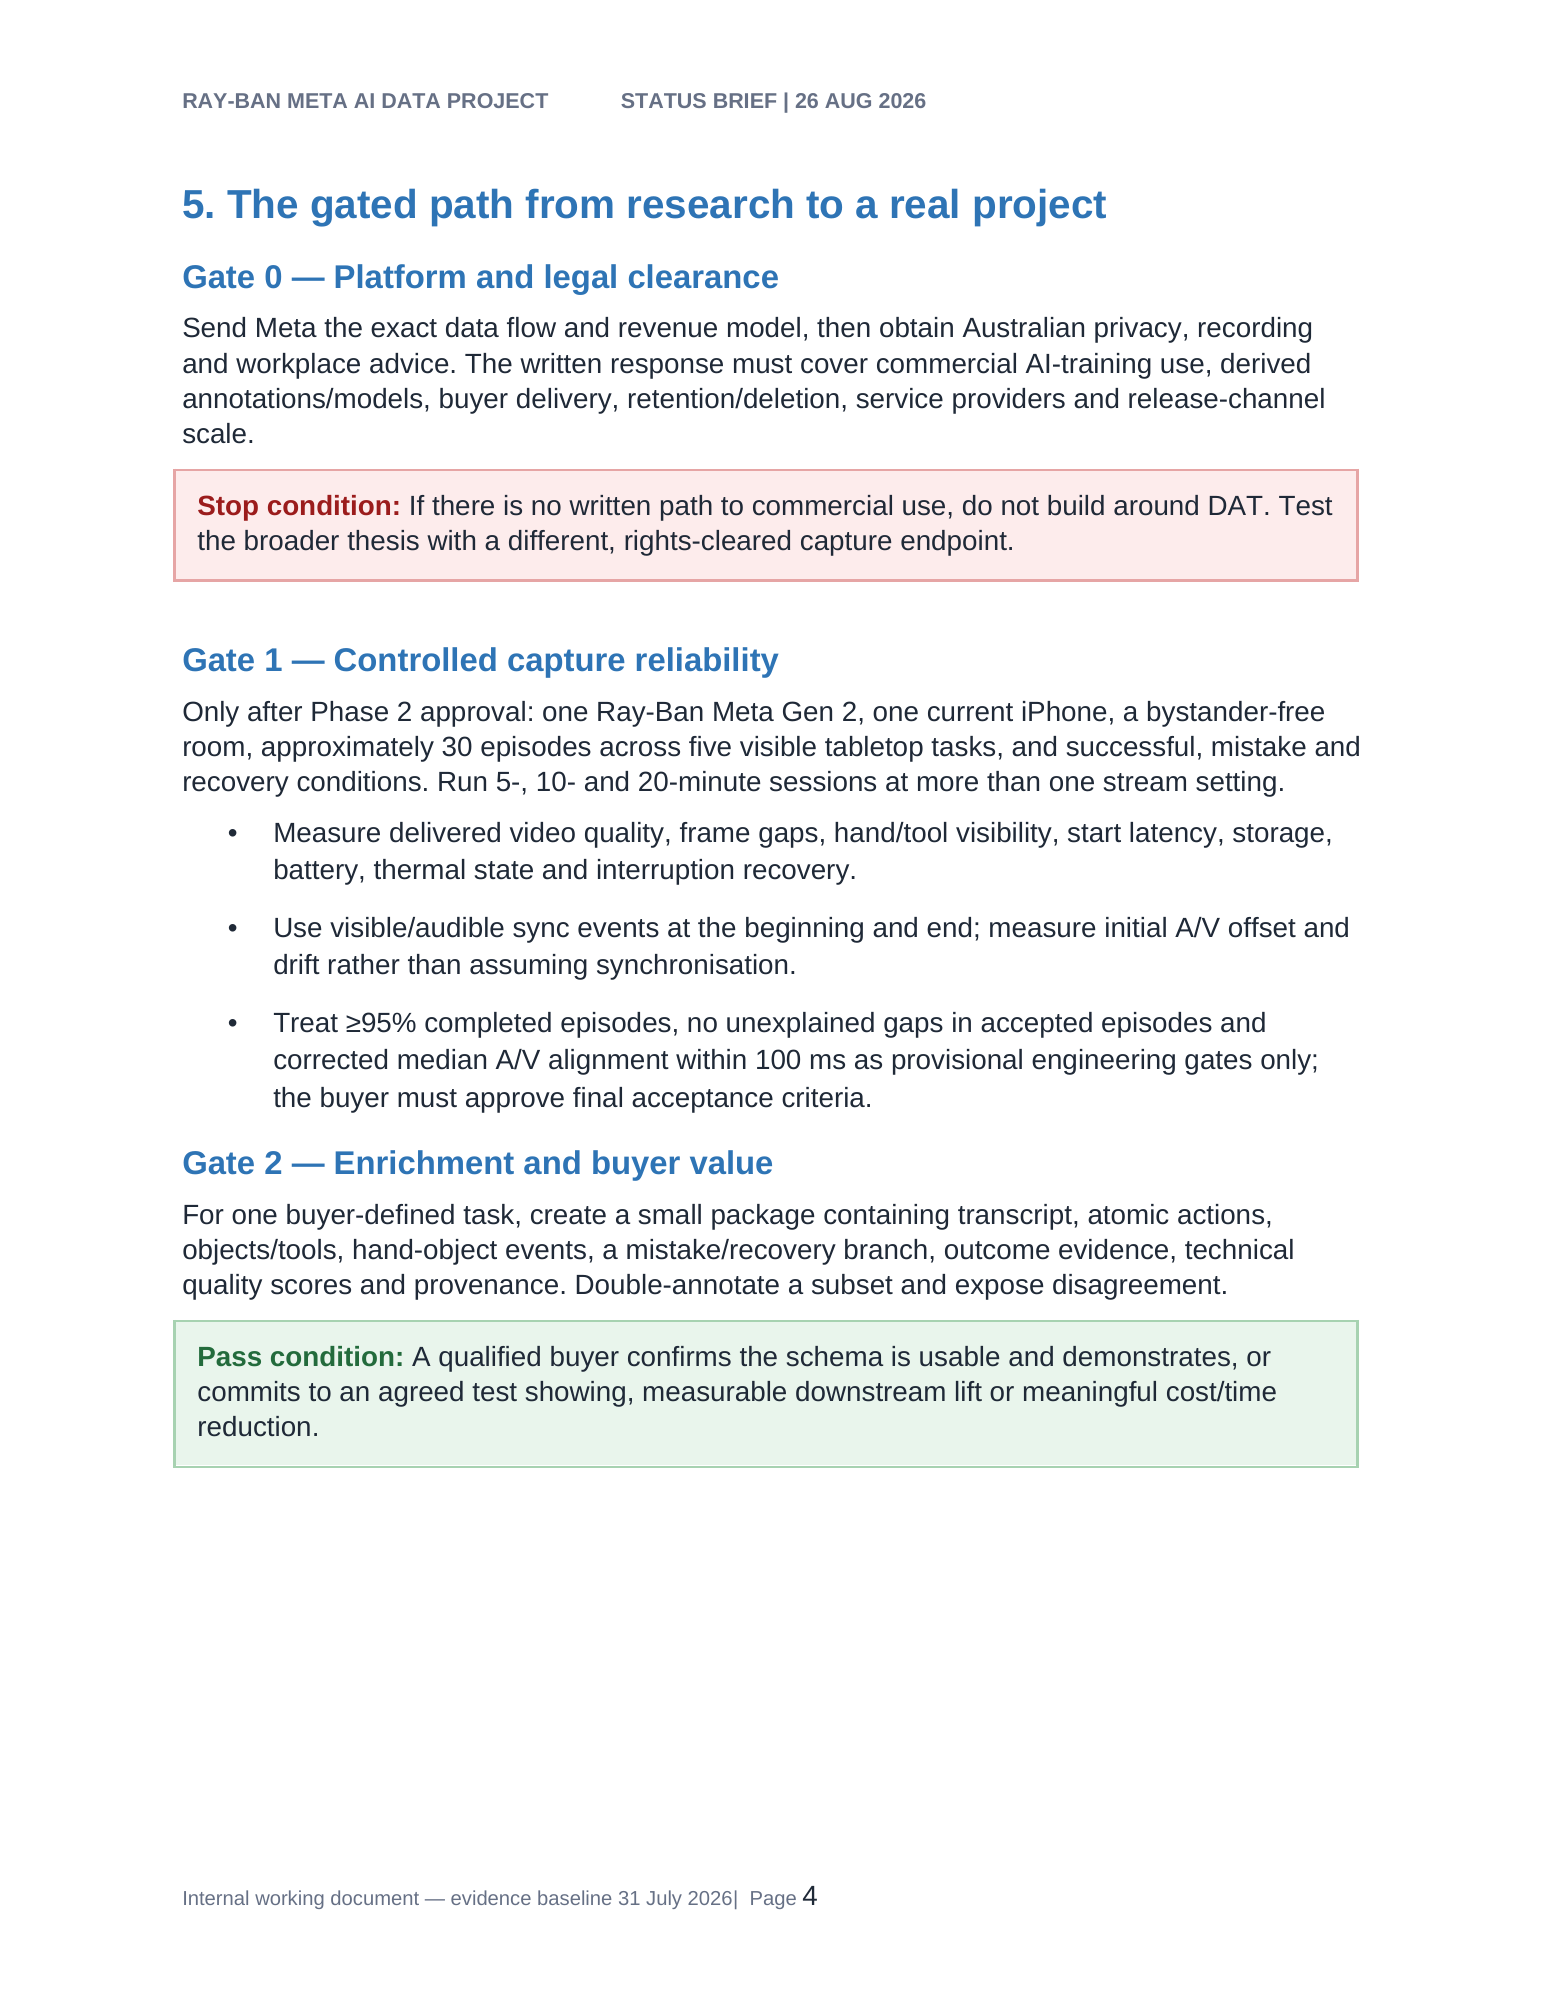 RAY-BAN META AI DATA PROJECT STATUS BRIEF | 26 AUG 2026
5. The gated path from research to a real project
Gate 0 — Platform and legal clearance
Send Meta the exact data flow and revenue model, then obtain Australian privacy, recording
and workplace advice. The written response must cover commercial AI-training use, derived
annotations/models, buyer delivery, retention/deletion, service providers and release-channel
scale.
Stop condition: If there is no written path to commercial use, do not build around DAT. Test
the broader thesis with a different, rights-cleared capture endpoint.
Gate 1 — Controlled capture reliability
Only after Phase 2 approval: one Ray-Ban Meta Gen 2, one current iPhone, a bystander-free
room, approximately 30 episodes across five visible tabletop tasks, and successful, mistake and
recovery conditions. Run 5-, 10- and 20-minute sessions at more than one stream setting.
• Measure delivered video quality, frame gaps, hand/tool visibility, start latency, storage,
battery, thermal state and interruption recovery.
• Use visible/audible sync events at the beginning and end; measure initial A/V offset and
drift rather than assuming synchronisation.
• Treat ≥95% completed episodes, no unexplained gaps in accepted episodes and
corrected median A/V alignment within 100 ms as provisional engineering gates only;
the buyer must approve final acceptance criteria.
Gate 2 — Enrichment and buyer value
For one buyer-defined task, create a small package containing transcript, atomic actions,
objects/tools, hand-object events, a mistake/recovery branch, outcome evidence, technical
quality scores and provenance. Double-annotate a subset and expose disagreement.
Pass condition: A qualified buyer confirms the schema is usable and demonstrates, or
commits to an agreed test showing, measurable downstream lift or meaningful cost/time
reduction.
Internal working document — evidence baseline 31 July 2026| Page 4